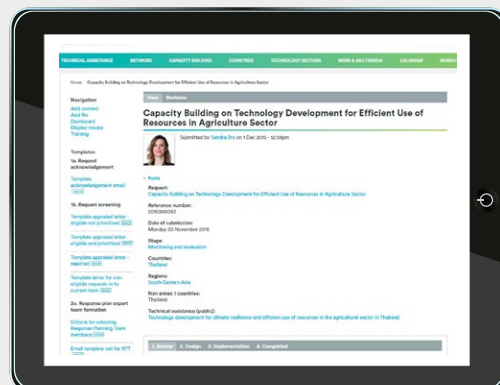 TECHNICAL ASSISTANCE NETWORK CAPACITY BUILDING COUNTRIES TECHNOLOGY SECTORS NEWS & MULTIMEDIA CALENDAR SEARCH
Home Capacity Building on Technology Development for Efficient Use of Resources in Agriculture Sector
Navigation
Add content
Add file
Dashboard
Display modes
Training
Templates:
1a. Request
acknowledgement
Template
acknowledgement email
1b. Request screening
Template appraisal letter -
eligible not prioritised
Template appraisal letter -
eligible and prioritised
Template appraisal letter -
rejected
Template letter for non-
eligible requests in its
current form
2a. Response plan expert
team formation
Criteria for selecting
Response Planning Team
members
Email template call for RPT
View Revisions
Capacity Building on Technology Development for Efficient Use of
Resources in Agriculture Sector
Submitted by Sandra Bry on 1 Dec 2015 - 12:34pm
Facts
Request:
Capacity Building on Technology Development for Efficient Use of Resources in Agriculture Sector
Reference number:
Date of submission:
Monday November 2015
Stage:
Monitoring and evaluation
Countries:
Thailand
Regions:
South-Eastern Asia
Non annex 1 countries:
Thailand
Technical assistance (public):
Technology development for climate resilience and efficient use of resources in the agricultural sector in Thailand
1. Review 2. Design 3. Implementation 4. Completed